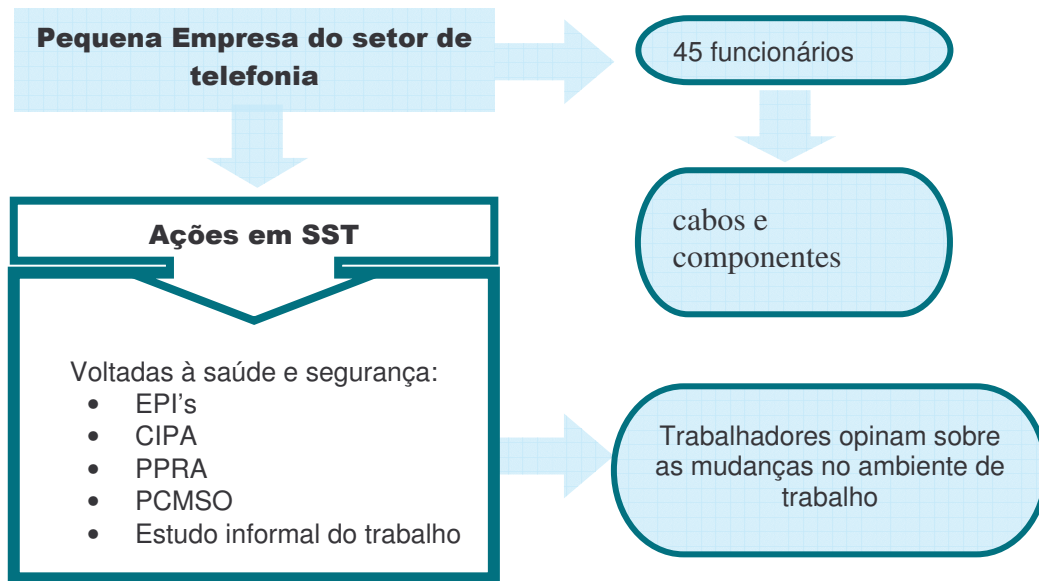 Pequena Empresa do setor de
telefonia
45 funcionários
cabos e
componentes
Ações em SST
Voltadas à saúde e segurança:
• EPI's
• CIPA
• PPRA
• PCMSO
• Estudo informal do trabalho
Trabalhadores opinam sobre
as mudanças no ambiente de
trabalho